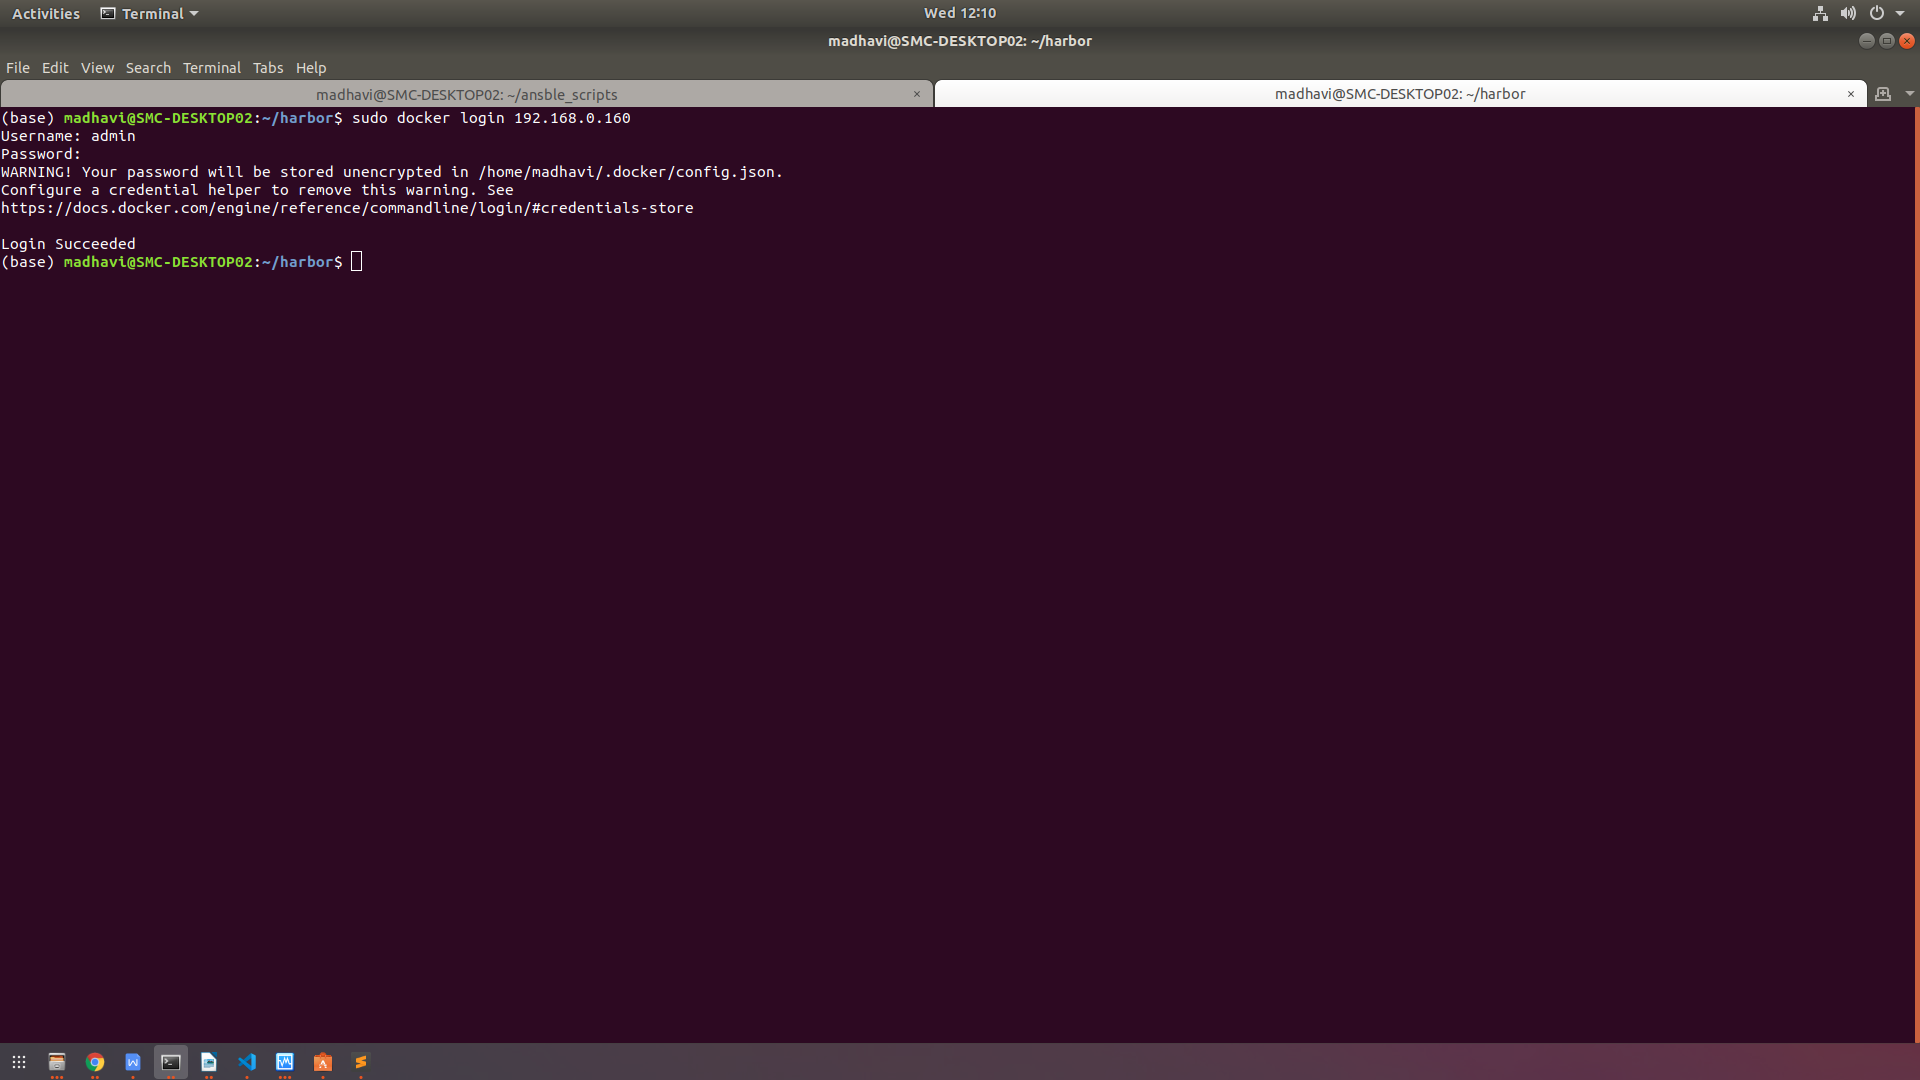 Activities Terminal Wed 12:10
madhavi@SMC-DESKTOP02: ~/harbor
File Edit View Search Terminal Tabs Help
madhavi@SMC-DESKTOP02: ~/ansble_scripts × madhavi@SMC-DESKTOP02: ~/harbor ×
(base) madhavi@SMC-DESKTOP02:~/harbor$ sudo docker login 192.168.0.160
Username: admin
Password:
WARNING! Your password will be stored unencrypted in /home/madhavi/.docker/config.json.
Configure a credential helper to remove this warning. See
https://docs.docker.com/engine/reference/commandline/login/#credentials-store
Login Succeeded
(base) madhavi@SMC-DESKTOP02:~/harbor$